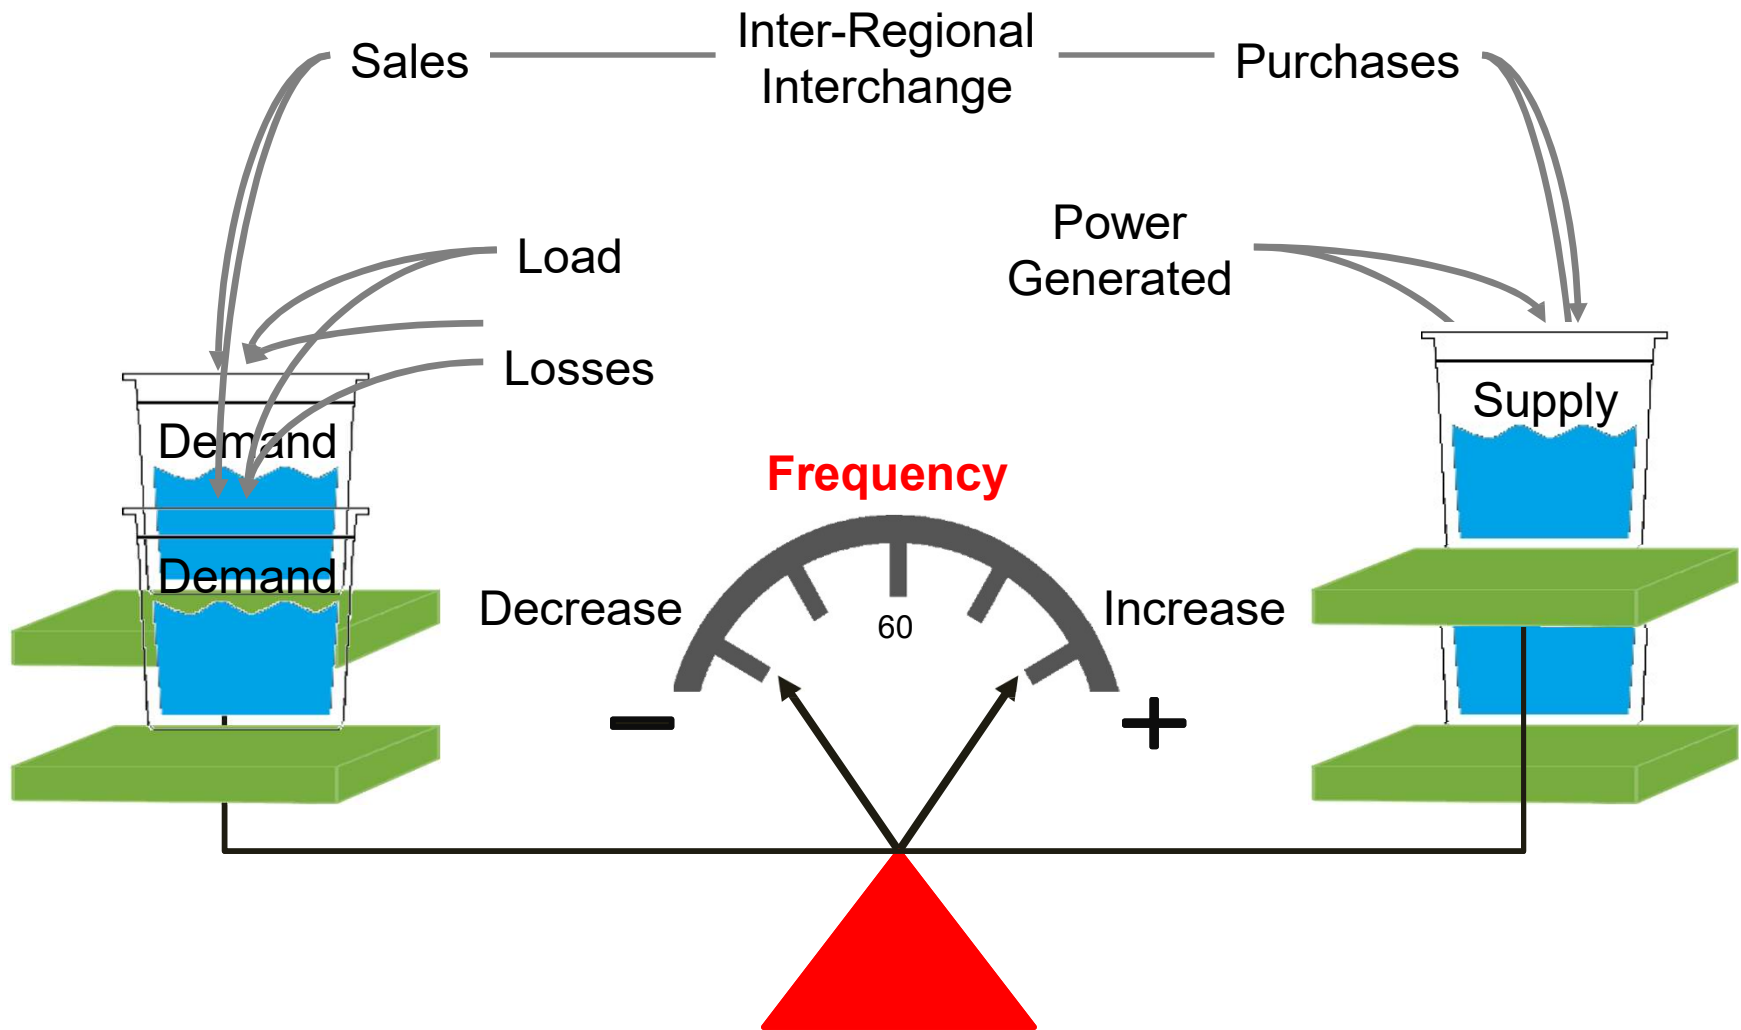 Inter-Regional
Interchange
Sales
Purchases
Power
Generated
Load
Losses
Demand
Supply
Frequency
Demand
Decrease
60
Increase
−
+